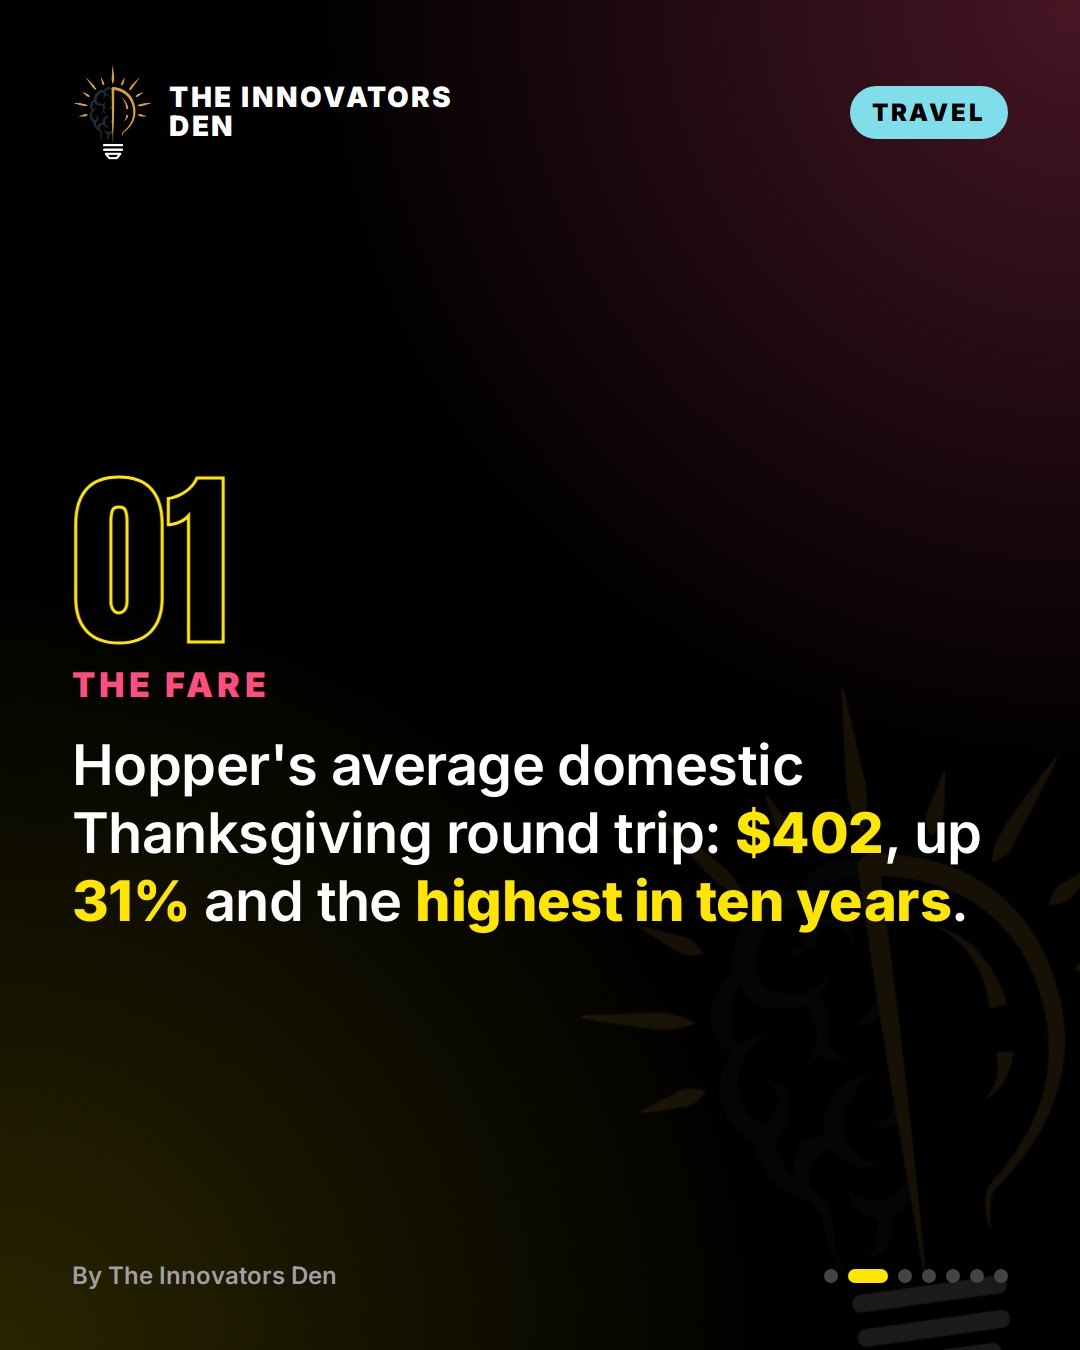 THE INNOVATORS
DEN
TRAVEL
01
THE FARE
Hopper's average domestic
Thanksgiving round trip: $402, up
31% and the highest in ten years.
By The Innovators Den